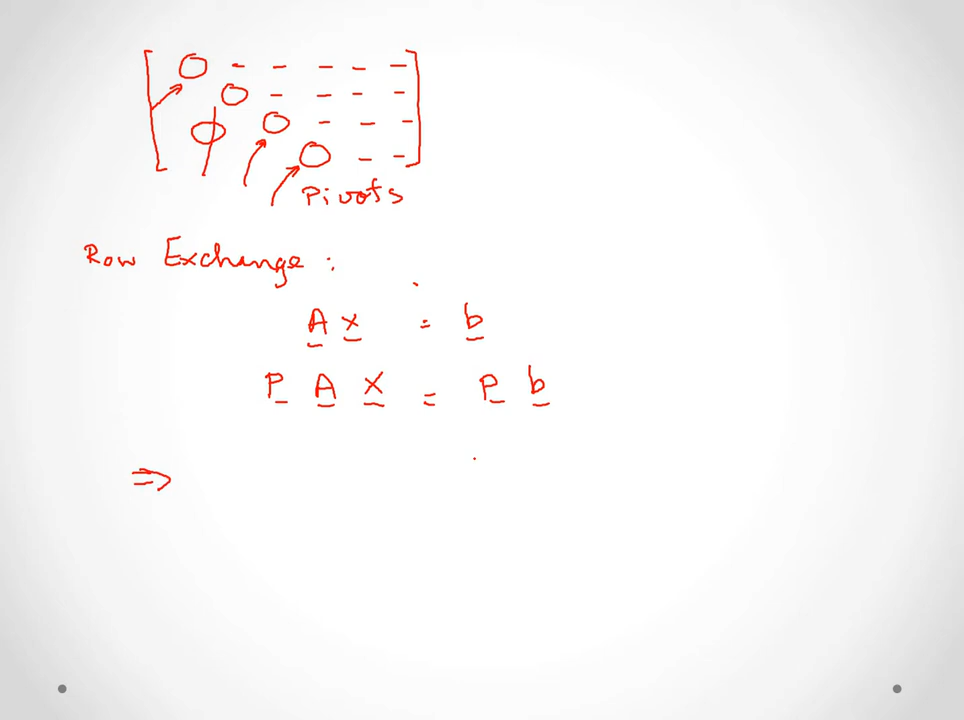 [ O - - - - -
O - - - -
ϕ O - - -
O - - ]
Pivots
Row Exchange :
A x = b
P A x = P b
⇒